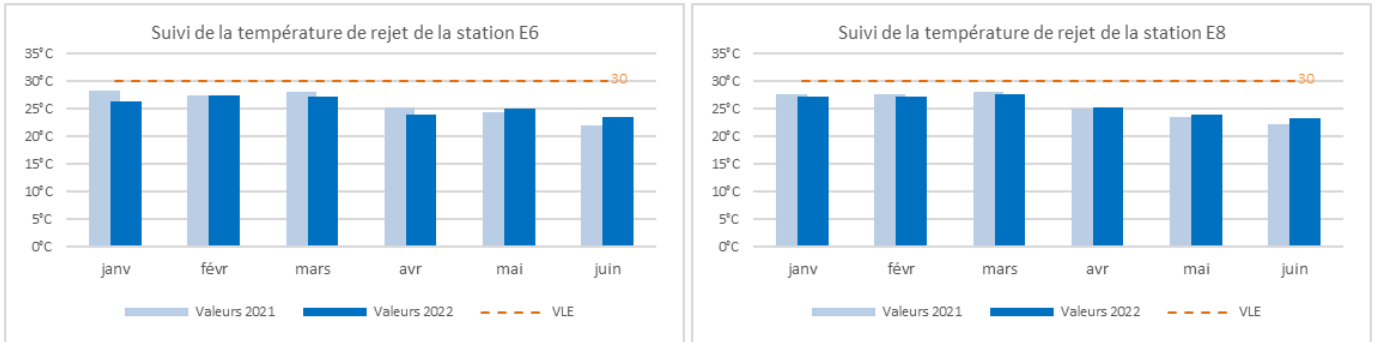 Suivi de la température de rejet de la station E6
35°C
30°C
25°C
20°C
15°C
10°C
5°C
0°C
30
janv févr mars avr mai juin
Valeurs 2021 Valeurs 2022 VLE
Suivi de la température de rejet de la station E8
35°C
30°C
25°C
20°C
15°C
10°C
5°C
0°C
30
janv févr mars avr mai juin
Valeurs 2021 Valeurs 2022 VLE